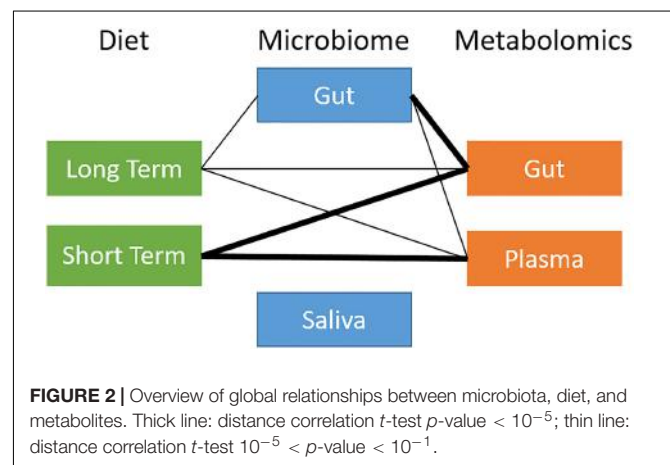 Diet Microbiome Metabolomics
Gut
Long Term
Gut
Short Term
Plasma
Saliva
FIGURE 2 | Overview of global relationships between microbiota, diet, and
metabolites. Thick line: distance correlation t-test p-value < 10⁻⁵; thin line:
distance correlation t-test 10⁻⁵ < p-value < 10⁻¹.